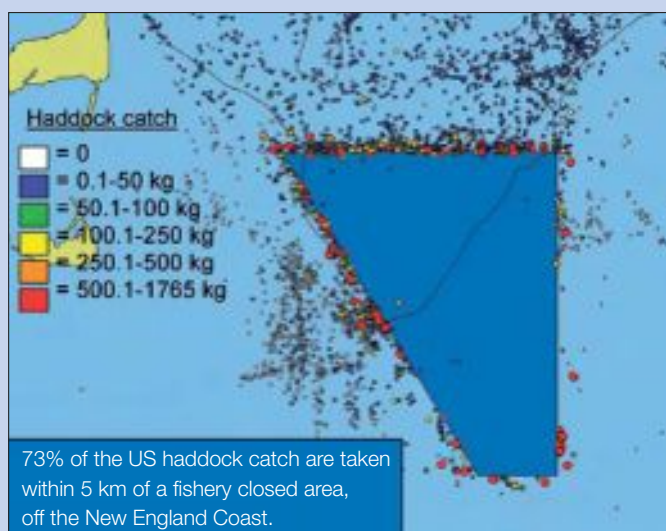 Haddock catch
= 0
= 0.1-50 kg
= 50.1-100 kg
= 100.1-250 kg
= 250.1-500 kg
= 500.1-1765 kg
73% of the US haddock catch are taken
within 5 km of a fishery closed area,
off the New England Coast.